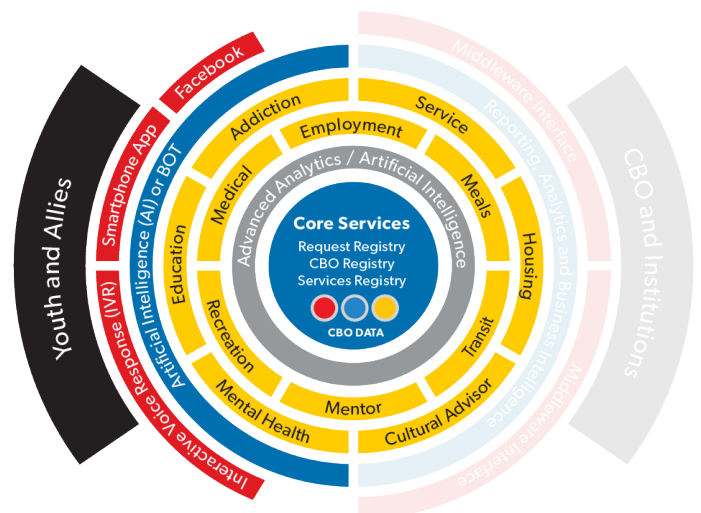 Youth and Allies
Facebook
Smartphone App
Interactive Voice Response (IVR)
Artificial Intelligence (AI) or BOT
Addiction
Service
Housing
Cultural Advisor
Mental Health
Education
Employment
Meals
Transit
Mentor
Recreation
Medical
Advanced Analytics / Artificial Intelligence
Core Services
Request Registry
CBO Registry
Services Registry
CBO DATA
Reporting, Analytics and Business Intelligence
Middleware Interface
Middleware Interface
CBO and Institutions